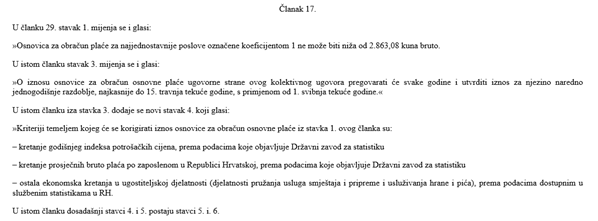 Članak 17.
U članku 29. stavak 1. mijenja se i glasi:
»Osnovica za obračun plaće za najjednostavnije poslove označene koeficijentom 1 ne može biti niža od 2.863,08 kuna bruto.
U istom članku stavak 3. mijenja se i glasi:
»O iznosu osnovice za obračun osnovne plaće ugovorne strane ovog kolektivnog ugovora pregovarati će svake godine i utvrditi iznos za njezino naredno
jednogodišnje razdoblje, najkasnije do 15. travnja tekuće godine, s primjenom od 1. svibnja tekuće godine.«
U istom članku iza stavka 3. dodaje se novi stavak 4. koji glasi:
»Kriteriji temeljem kojeg će se korigirati iznos osnovice za obračun osnovne plaće iz stavka 1. ovog članka su:
– kretanje godišnjeg indeksa potrošačkih cijena, prema podacima koje objavljuje Državni zavod za statistiku
– kretanje prosječnih bruto plaća po zaposlenom u Republici Hrvatskoj, prema podacima koje objavljuje Državni zavod za statistiku
– ostala ekonomska kretanja u ugostiteljskoj djelatnosti (djelatnosti pružanja usluga smještaja i pripreme i usluživanja hrane i pića), prema podacima dostupnim u
službenim statistikama u RH.
U istom članku dosadašnji stavci 4. i 5. postaju stavci 5. i 6.